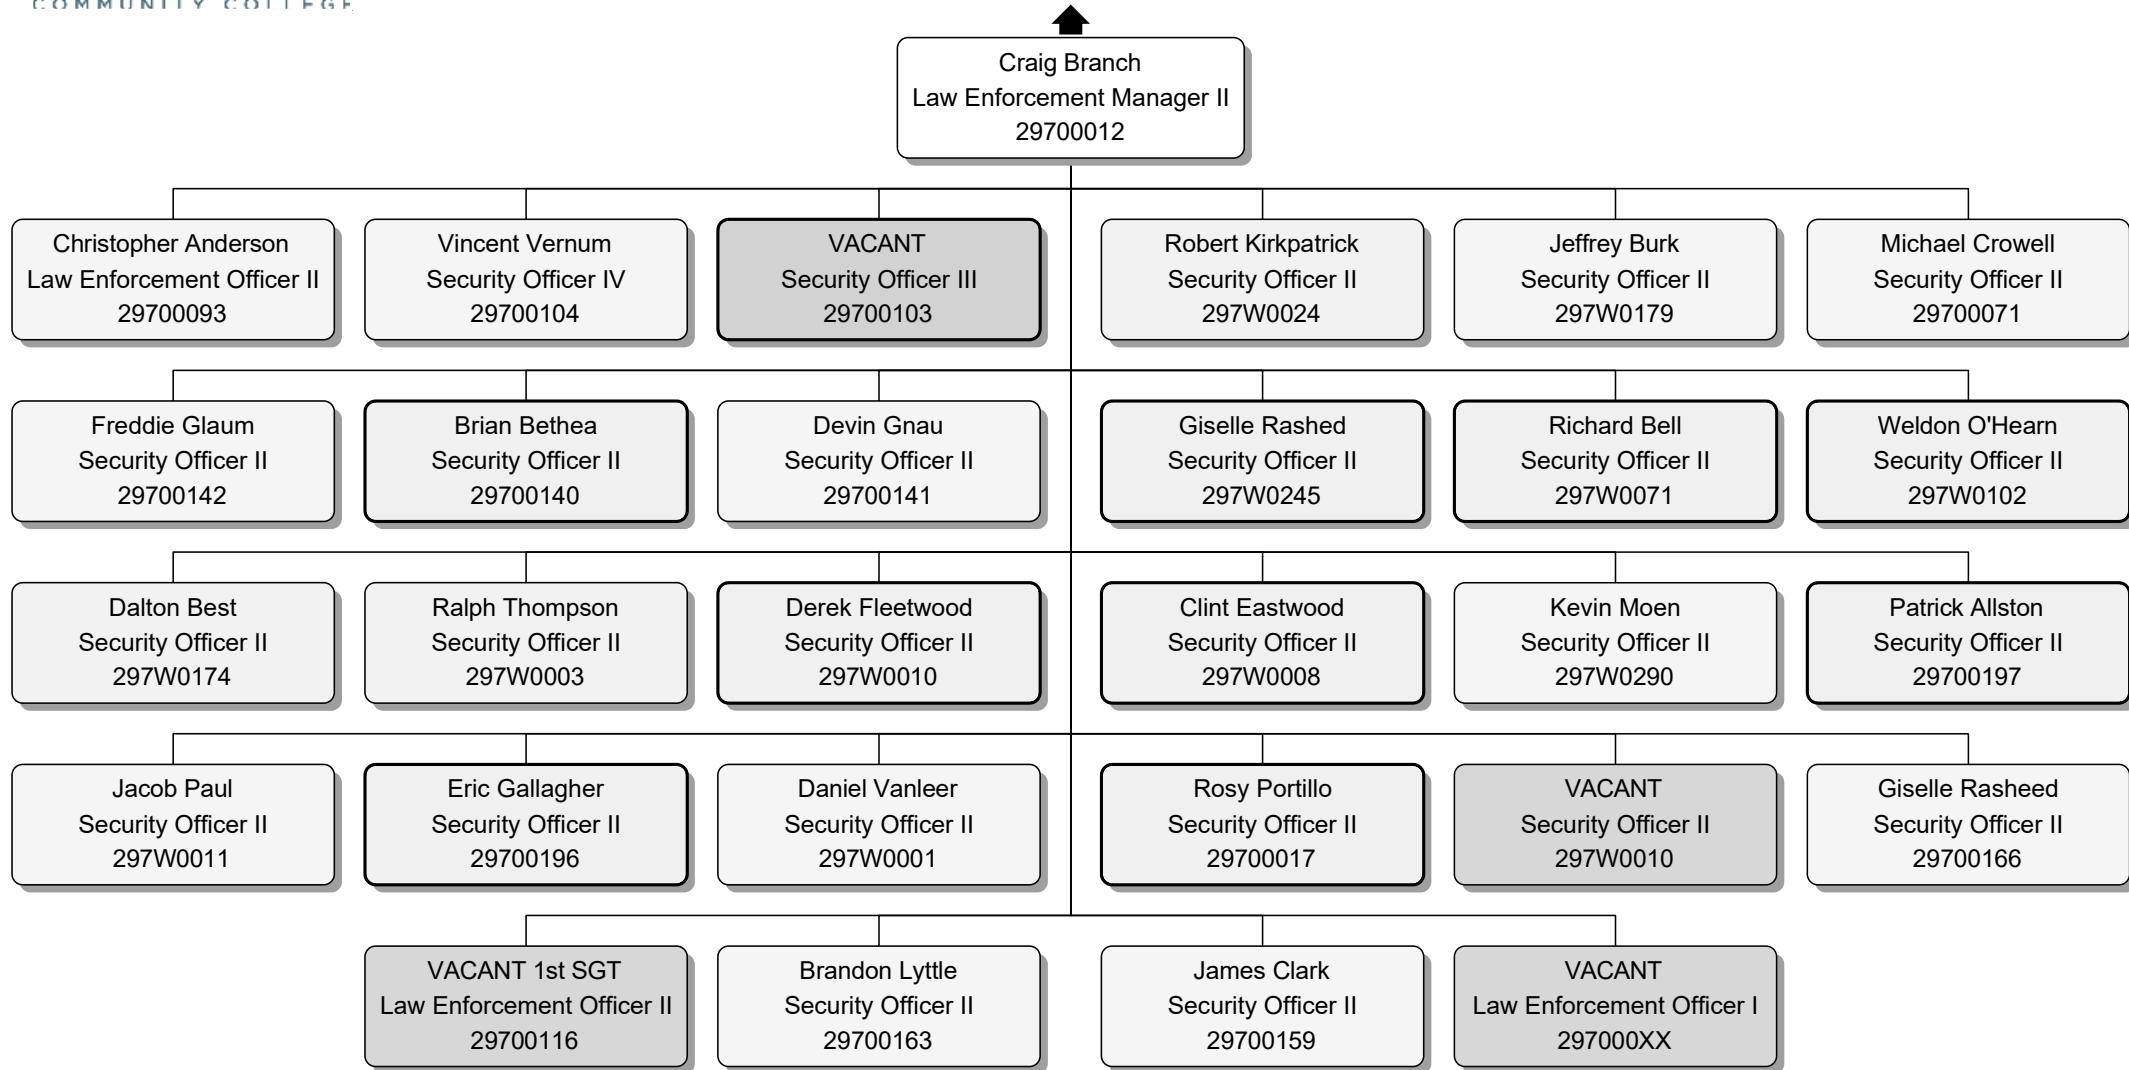 COMMUNITY COLLEGE
Craig Branch
Law Enforcement Manager II
29700012
Christopher Anderson
Law Enforcement Officer II
29700093
Vincent Vernum
Security Officer IV
29700104
VACANT
Security Officer III
29700103
Robert Kirkpatrick
Security Officer II
297W0024
Jeffrey Burk
Security Officer II
297W0179
Michael Crowell
Security Officer II
29700071
Freddie Glaum
Security Officer II
29700142
Brian Bethea
Security Officer II
29700140
Devin Gnau
Security Officer II
29700141
Giselle Rashed
Security Officer II
297W0245
Richard Bell
Security Officer II
297W0071
Weldon O'Hearn
Security Officer II
297W0102
Dalton Best
Security Officer II
297W0174
Ralph Thompson
Security Officer II
297W0003
Derek Fleetwood
Security Officer II
297W0010
Clint Eastwood
Security Officer II
297W0008
Kevin Moen
Security Officer II
297W0290
Patrick Allston
Security Officer II
29700197
Jacob Paul
Security Officer II
297W0011
Eric Gallagher
Security Officer II
29700196
Daniel Vanleer
Security Officer II
297W0001
Rosy Portillo
Security Officer II
29700017
VACANT
Security Officer II
297W0010
Giselle Rasheed
Security Officer II
29700166
VACANT 1st SGT
Law Enforcement Officer II
29700116
Brandon Lyttle
Security Officer II
29700163
James Clark
Security Officer II
29700159
VACANT
Law Enforcement Officer I
297000XX